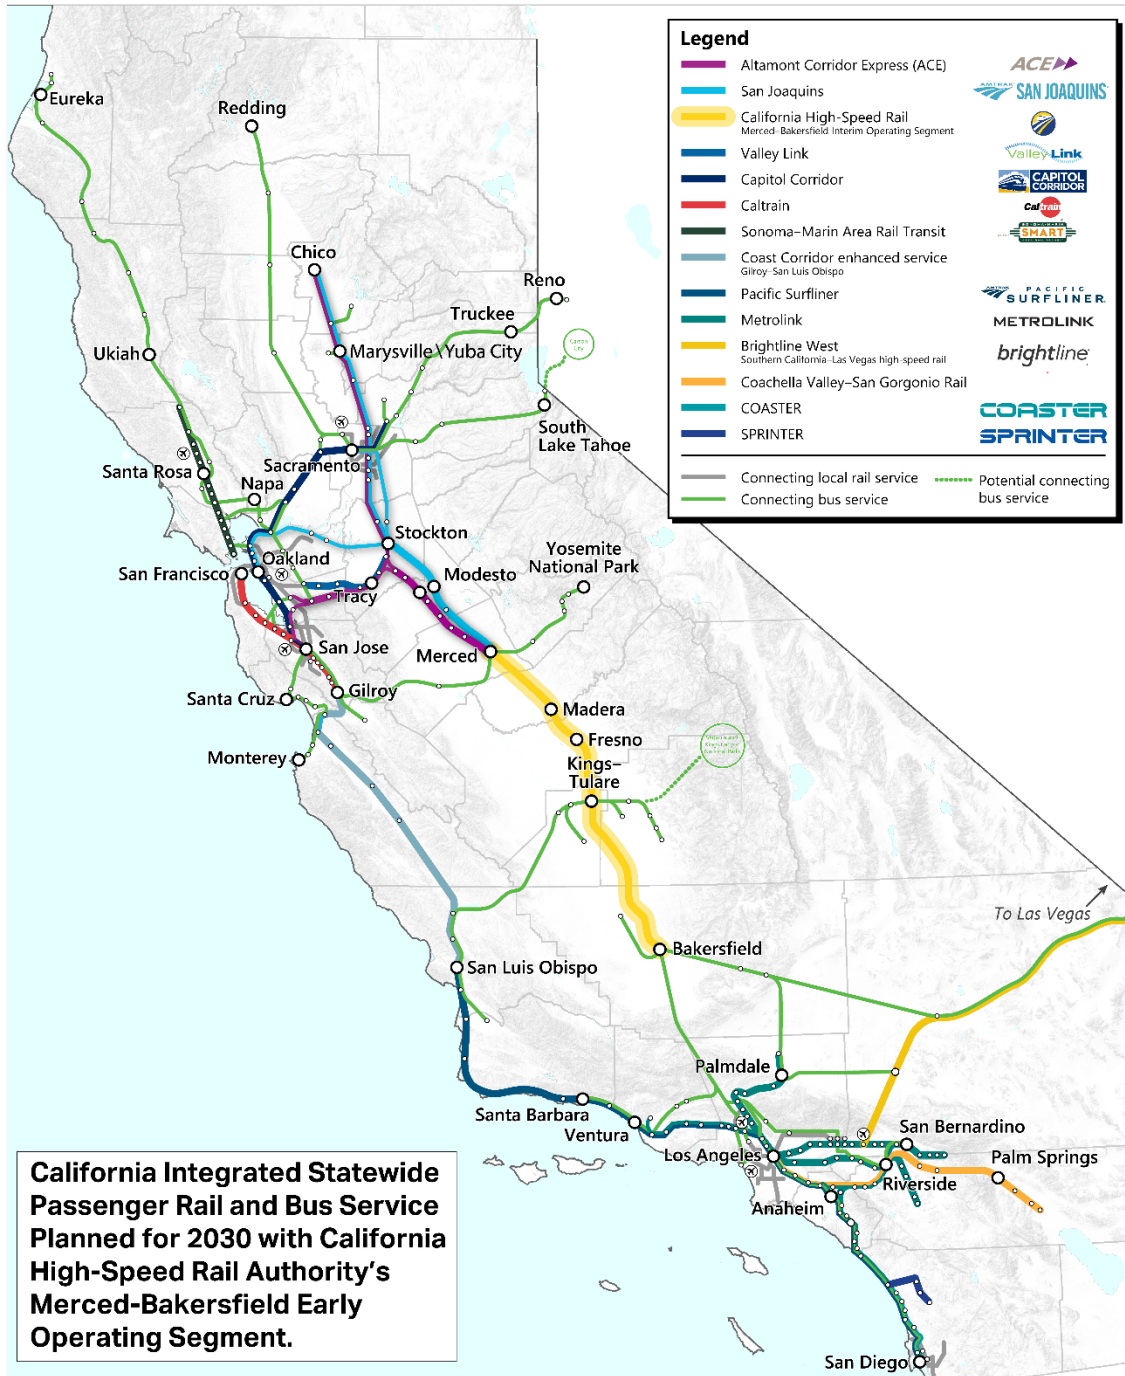 Legend
Altamont Corridor Express (ACE)
ACE
San Joaquins
AMTRAK SAN JOAQUINS
California High-Speed Rail
Merced–Bakersfield Interim Operating Segment
Valley Link
Valley Link
Capitol Corridor
CAPITOL
CORRIDOR
Caltrain
Caltrain
Sonoma–Marin Area Rail Transit
SMART
Coast Corridor enhanced service
Gilroy–San Luis Obispo
Pacific Surfliner
PACIFIC
SURFLINER
Metrolink
METROLINK
Brightline West
Southern California–Las Vegas high-speed rail
brightline
Coachella Valley–San Gorgonio Rail
COASTER
COASTER
SPRINTER
SPRINTER
Connecting local rail service
Connecting bus service
Potential connecting
bus service
Eureka
Redding
Chico
Reno
Truckee
Carson
City
Ukiah
Marysville\Yuba City
South
Lake Tahoe
Sacramento
Santa Rosa
Napa
Stockton
Oakland
San Francisco
Yosemite
National Park
Modesto
Tracy
San Jose
Merced
Gilroy
Santa Cruz
Madera
Fresno
Monterey
Kings–
Tulare
To Las Vegas
Bakersfield
San Luis Obispo
Palmdale
Santa Barbara
Ventura
San Bernardino
Los Angeles
Palm Springs
Riverside
Anaheim
San Diego
California Integrated Statewide
Passenger Rail and Bus Service
Planned for 2030 with California
High-Speed Rail Authority's
Merced-Bakersfield Early
Operating Segment.